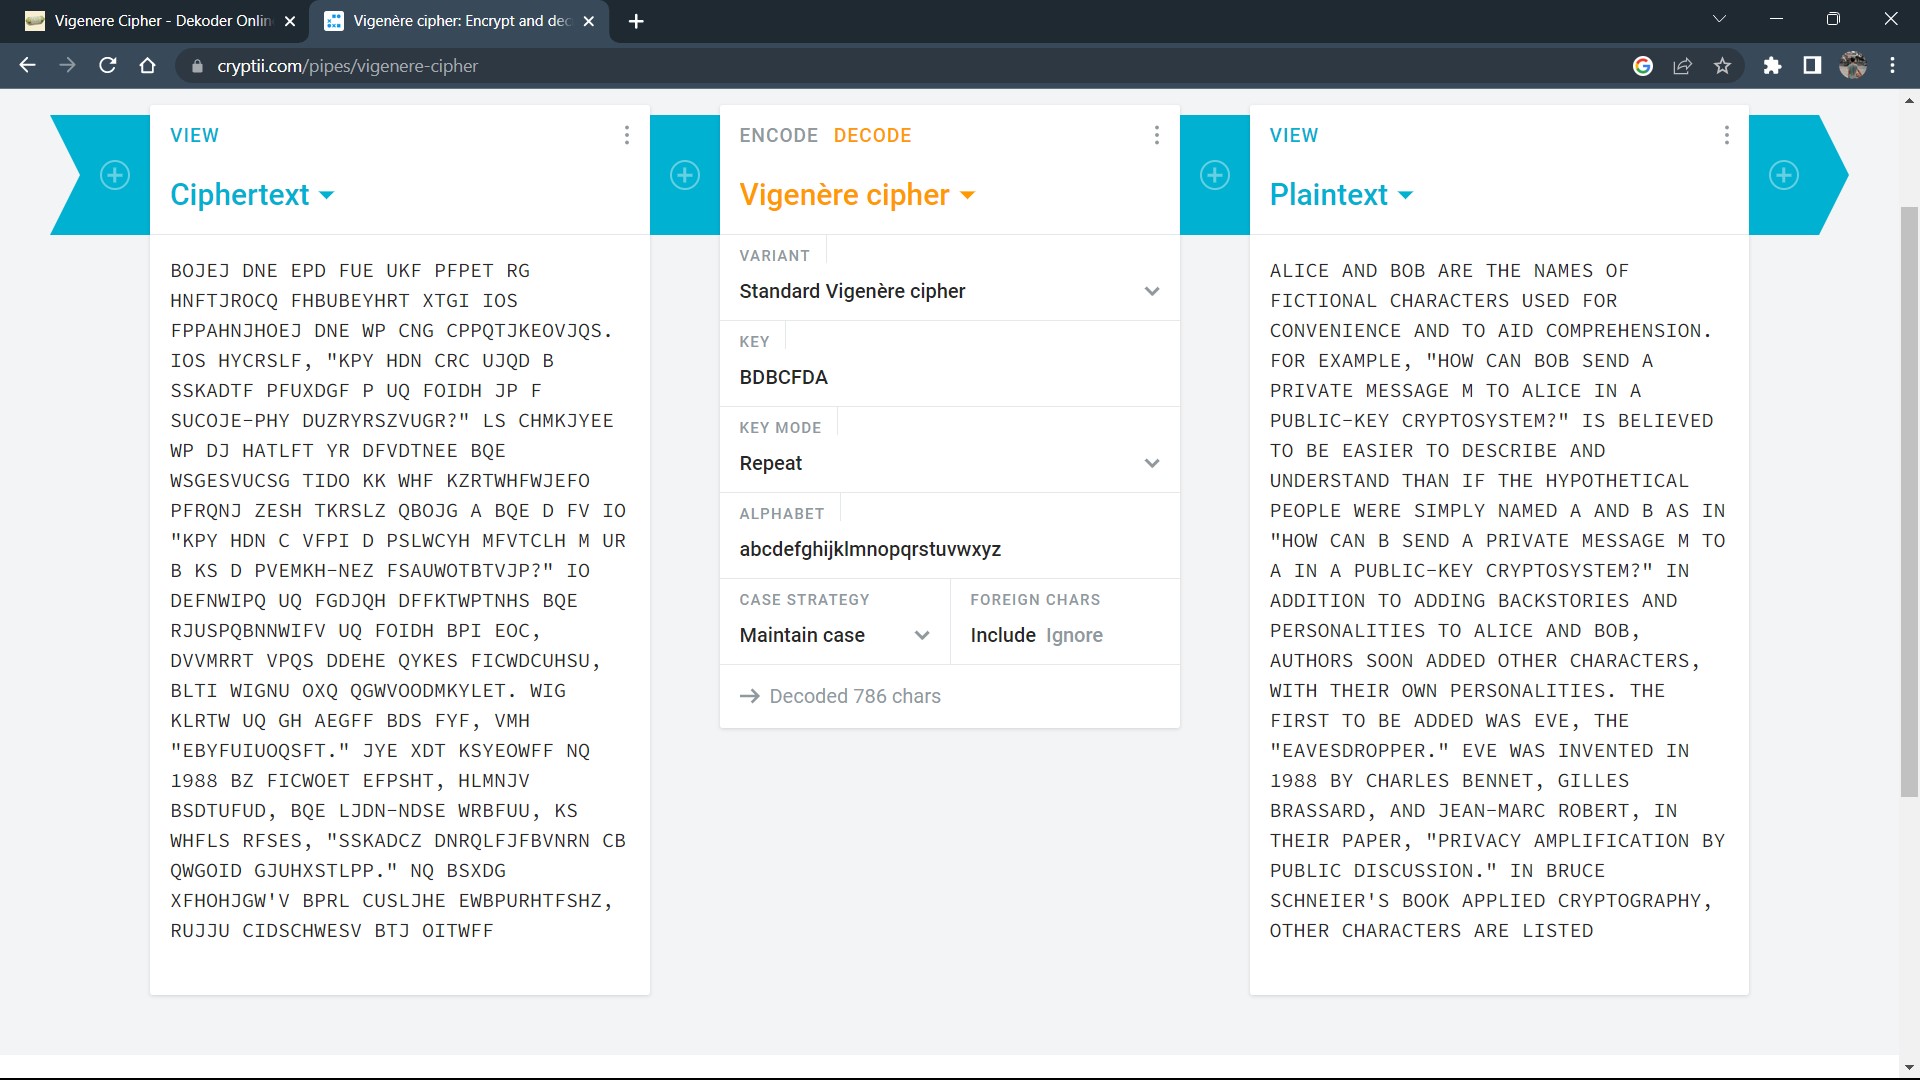 Vigenere Cipher - Dekoder Onlin
Vigenère cipher: Encrypt and dec
cryptii.com/pipes/vigenere-cipher
VIEW
Ciphertext
BOJEJ DNE EPD FUE UKF PFPET RG
HNFTJROCQ FHBUBEYHRT XTGI IOS
FPPAHNJHOEJ DNE WP CNG CPPQTJKEOVJQS.
IOS HYCRSLF, "KPY HDN CRC UJQD B
SSKADTF PFUXDGF P UQ FOIDH JP F
SUCOJE-PHY DUZRYRSZVUGR?" LS CHMKJYEE
WP DJ HATLFT YR DFVDTNEE BQE
WSGESVUCSG TIDO KK WHF KZRTWHFWJEFO
PFRQNJ ZESH TKRSLZ QBOJG A BQE D FV IO
"KPY HDN C VFPI D PSLWCYH MFVTCLH M UR
B KS D PVEMKH-NEZ FSAUWOTBTVJP?" IO
DEFNWIPQ UQ FGDJQH DFFKTWPTNHS BQE
RJUSPQBNNWIFV UQ FOIDH BPI EOC,
DVVMRRT VPQS DDEHE QYKES FICWDCUHSU,
BLTI WIGNU OXQ QGWVOODMKYLET. WIG
KLRTW UQ GH AEGFF BDS FYF, VMH
"EBYFUIUOQSFT." JYE XDT KSYEOWFF NQ
1988 BZ FICWOET EFPSHT, HLMNJV
BSDTUFUD, BQE LJDN-NDSE WRBFUU, KS
WHFLS RFSES, "SSKADCZ DNRQLFJFBVNRN CB
QWGOID GJUHXSTLPP." NQ BSXDG
XFHOHJGW'V BPRL CUSLJHE EWBPURHTFSHZ,
RUJJU CIDSCHWESV BTJ OITWFF
ENCODE DECODE
Vigenère cipher
VARIANT
Standard Vigenère cipher
KEY
BDBCFDA
KEY MODE
Repeat
ALPHABET
abcdefghijklmnopqrstuvwxyz
CASE STRATEGY
Maintain case
FOREIGN CHARS
Include Ignore
→ Decoded 786 chars
VIEW
Plaintext
ALICE AND BOB ARE THE NAMES OF
FICTIONAL CHARACTERS USED FOR
CONVENIENCE AND TO AID COMPREHENSION.
FOR EXAMPLE, "HOW CAN BOB SEND A
PRIVATE MESSAGE M TO ALICE IN A
PUBLIC-KEY CRYPTOSYSTEM?" IS BELIEVED
TO BE EASIER TO DESCRIBE AND
UNDERSTAND THAN IF THE HYPOTHETICAL
PEOPLE WERE SIMPLY NAMED A AND B AS IN
"HOW CAN B SEND A PRIVATE MESSAGE M TO
A IN A PUBLIC-KEY CRYPTOSYSTEM?" IN
ADDITION TO ADDING BACKSTORIES AND
PERSONALITIES TO ALICE AND BOB,
AUTHORS SOON ADDED OTHER CHARACTERS,
WITH THEIR OWN PERSONALITIES. THE
FIRST TO BE ADDED WAS EVE, THE
"EAVESDROPPER." EVE WAS INVENTED IN
1988 BY CHARLES BENNET, GILLES
BRASSARD, AND JEAN-MARC ROBERT, IN
THEIR PAPER, "PRIVACY AMPLIFICATION BY
PUBLIC DISCUSSION." IN BRUCE
SCHNEIER'S BOOK APPLIED CRYPTOGRAPHY,
OTHER CHARACTERS ARE LISTED